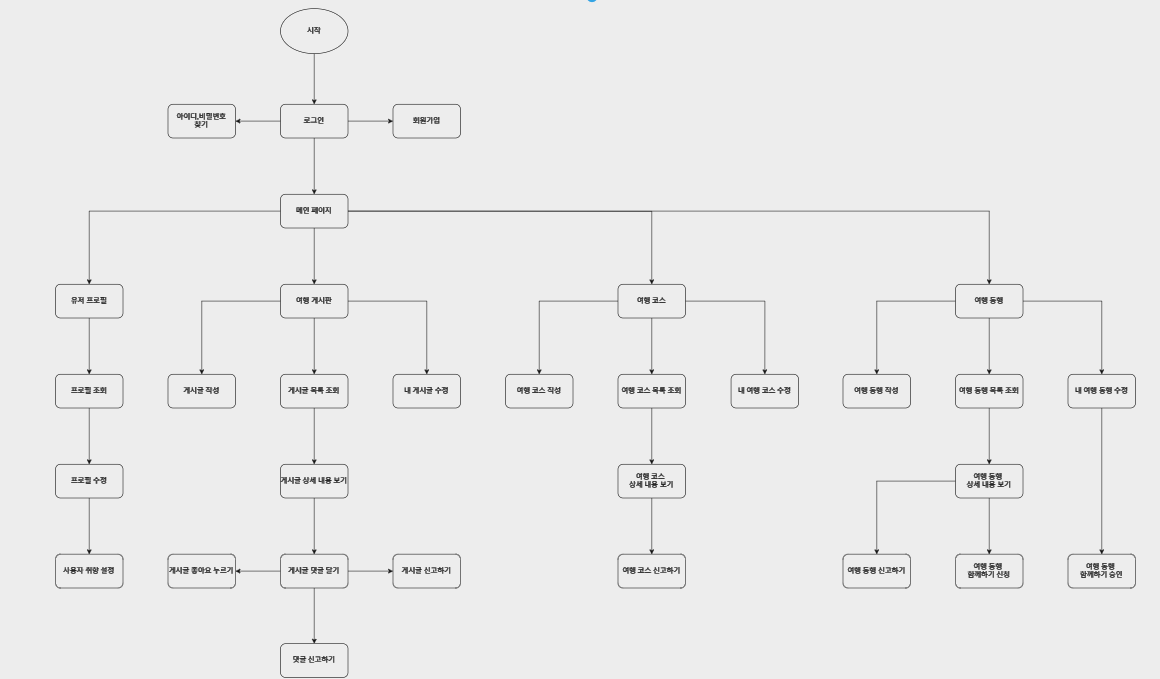 시작
아이디,비밀번호
찾기
로그인
회원가입
메인 페이지
유저 프로필
여행 게시판
여행 코스
여행 동행
프로필 조회
게시글 작성
게시글 목록 조회
내 게시글 수정
여행 코스 작성
여행 코스 목록 조회
내 여행 코스 수정
여행 동행 작성
여행 동행 목록 조회
내 여행 동행 수정
프로필 수정
게시글 상세 내용 보기
여행 코스
상세 내용 보기
여행 동행
상세 내용 보기
사용자 취향 설정
게시글 좋아요 누르기
게시글 댓글 달기
게시글 신고하기
여행 코스 신고하기
여행 동행 신고하기
여행 동행
함께하기 신청
여행 동행
함께하기 승인
댓글 신고하기